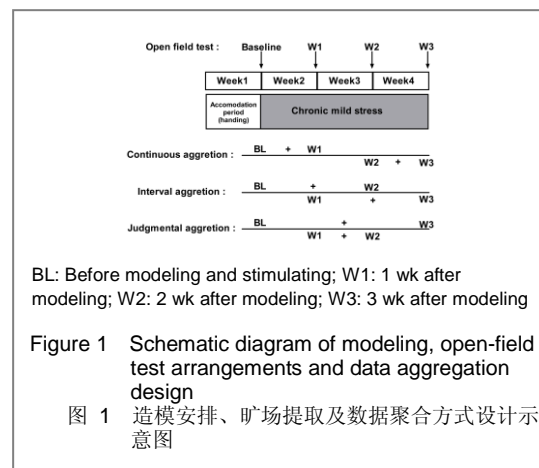 Open field test : Baseline W1 W2 W3
Week1 Week2 Week3 Week4
Accomodation
period
(handing)
Chronic mild stress
Continuous aggretion : BL + W1
W2 + W3
Interval aggretion : BL + W2
W1 + W3
Judgmental aggretion : BL + W3
W1 + W2
BL: Before modeling and stimulating; W1: 1 wk after
modeling; W2: 2 wk after modeling; W3: 3 wk after modeling
Figure 1 Schematic diagram of modeling, open-field
test arrangements and data aggregation
design
图 1 造模安排、旷场提取及数据聚合方式设计示
意图